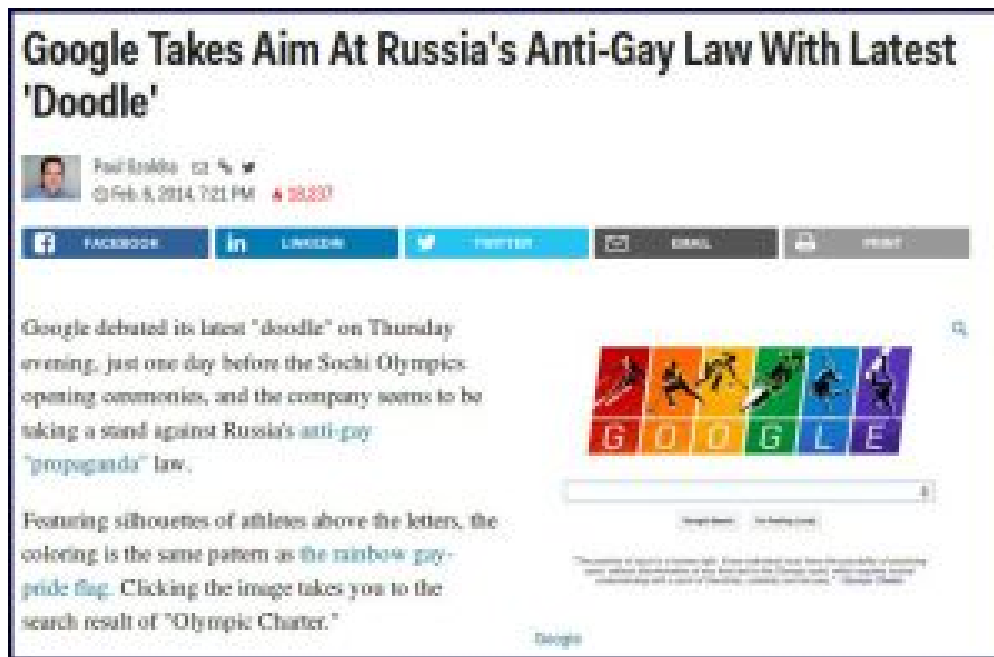 Google Takes Aim At Russia's Anti-Gay Law With Latest
'Doodle'
Paul
Feb. 6, 2014, 7:21 PM
FACEBOOK
LINKEDIN
TWITTER
EMAIL
PRINT
Google debuted its latest "doodle" on Thursday
evening, just one day before the Sochi Olympics
opening ceremonies, and the company seems to be
taking a stand against Russia's anti-gay
"propaganda" law.
Featuring silhouettes of athletes above the letters, the
coloring is the same pattern as the rainbow gay-
pride flag. Clicking the image takes you to the
search result of "Olympic Charter."
GOOGLE
Google